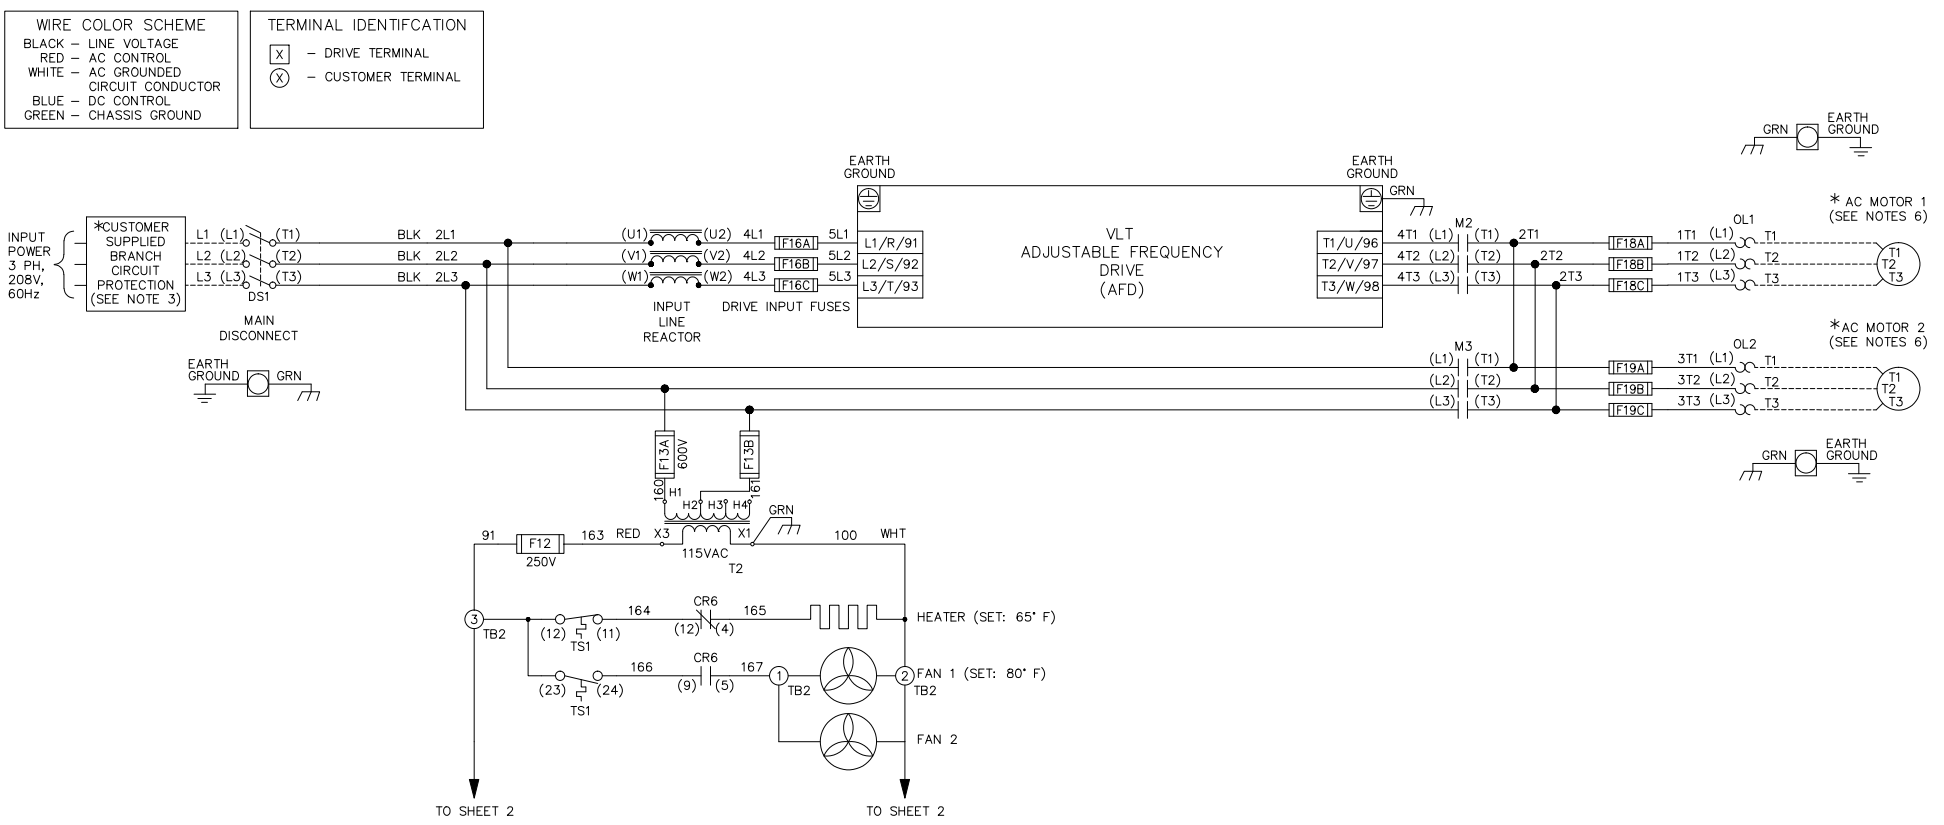 WIRE COLOR SCHEME
BLACK – LINE VOLTAGE
RED – AC CONTROL
WHITE – AC GROUNDED
CIRCUIT CONDUCTOR
BLUE – DC CONTROL
GREEN – CHASSIS GROUND
TERMINAL IDENTIFCATION
X – DRIVE TERMINAL
X – CUSTOMER TERMINAL
INPUT
POWER
3 PH,
208V,
60Hz
*CUSTOMER
SUPPLIED
BRANCH
CIRCUIT
PROTECTION
(SEE NOTE 3)
L1 (L1) (T1) BLK 2L1 (U1) (U2) 4L1 F16A 5L1 L1/R/91
L2 (L2) (T2) BLK 2L2 (V1) (V2) 4L2 F16B 5L2 L2/S/92
L3 (L3) (T3) BLK 2L3 (W1) (W2) 4L3 F16C 5L3 L3/T/93
DS1
MAIN
DISCONNECT
INPUT
LINE
REACTOR
DRIVE INPUT FUSES
EARTH
GROUND
GRN
EARTH
GROUND
VLT
ADJUSTABLE FREQUENCY
DRIVE
(AFD)
EARTH
GROUND
GRN
M2
T1/U/96 4T1 (L1) (T1) 2T1 F18A 1T1 (L1) T1
T2/V/97 4T2 (L2) (T2) 2T2 F18B 1T2 (L2) T2
T3/W/98 4T3 (L3) (T3) 2T3 F18C 1T3 (L3) T3
OL1
GRN
EARTH
GROUND
* AC MOTOR 1
(SEE NOTES 6)
T1
T2
T3
M3
(L1) (T1) F19A 3T1 (L1) T1
(L2) (T2) F19B 3T2 (L2) T2
(L3) (T3) F19C 3T3 (L3) T3
OL2
*AC MOTOR 2
(SEE NOTES 6)
T1
T2
T3
GRN
EARTH
GROUND
F13A
600V
F13B
160
161
H1
H2 H3 H4
GRN
91 F12 163 RED X3 X1 100 WHT
250V
115VAC
T2
3
TB2
(12) (11) 164 CR6 165
TS1
(12) (4)
HEATER (SET: 65° F)
(23) (24) 166 CR6 167
TS1
(9) (5)
1
TB2
2
TB2
FAN 1 (SET: 80° F)
FAN 2
TO SHEET 2
TO SHEET 2